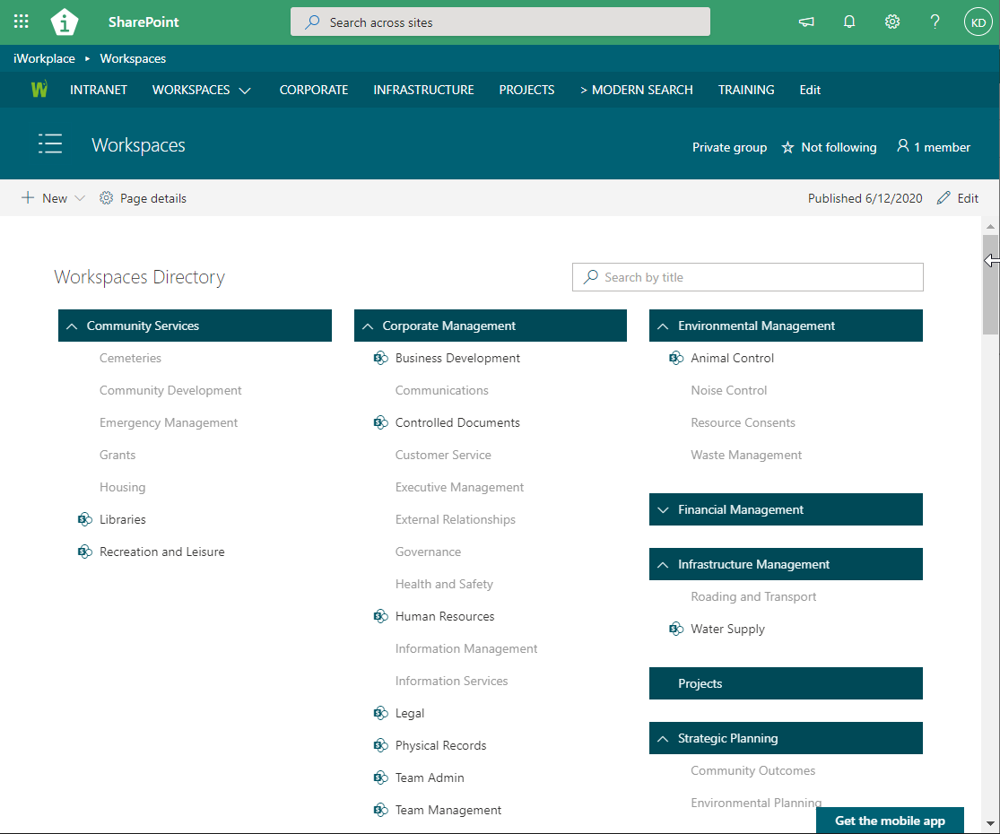 SharePoint
Search across sites
KD
iWorkplace ▸ Workspaces
W INTRANET WORKSPACES CORPORATE INFRASTRUCTURE PROJECTS > MODERN SEARCH TRAINING Edit
Workspaces
Private group Not following 1 member
New Page details
Published 6/12/2020 Edit
Workspaces Directory
Search by title
Community Services
Cemeteries
Community Development
Emergency Management
Grants
Housing
Libraries
Recreation and Leisure
Corporate Management
Business Development
Communications
Controlled Documents
Customer Service
Executive Management
External Relationships
Governance
Health and Safety
Human Resources
Information Management
Information Services
Legal
Physical Records
Team Admin
Team Management
Environmental Management
Animal Control
Noise Control
Resource Consents
Waste Management
Financial Management
Infrastructure Management
Roading and Transport
Water Supply
Projects
Strategic Planning
Community Outcomes
Environmental Planning
Get the mobile app